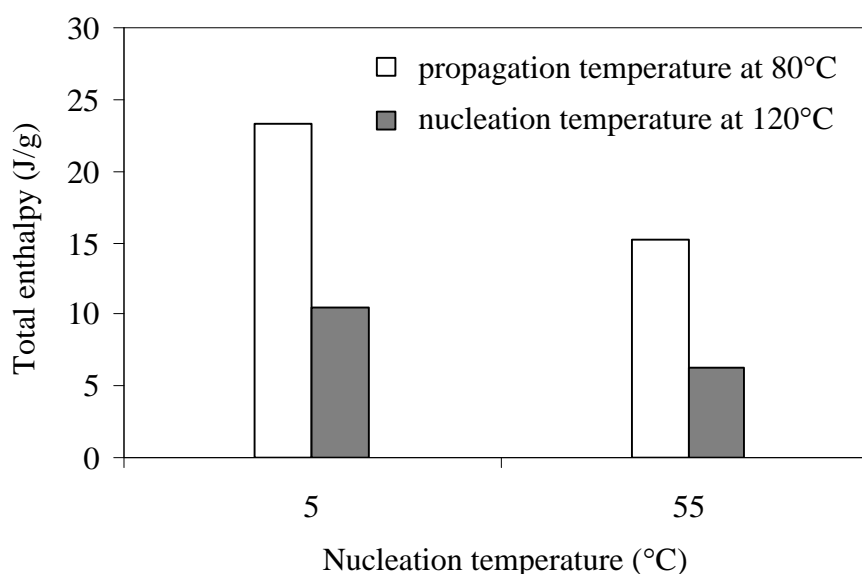 30
25
20
15
10
5
0
Total enthalpy (J/g)
propagation temperature at 80°C
nucleation temperature at 120°C
5
55
Nucleation temperature (°C)